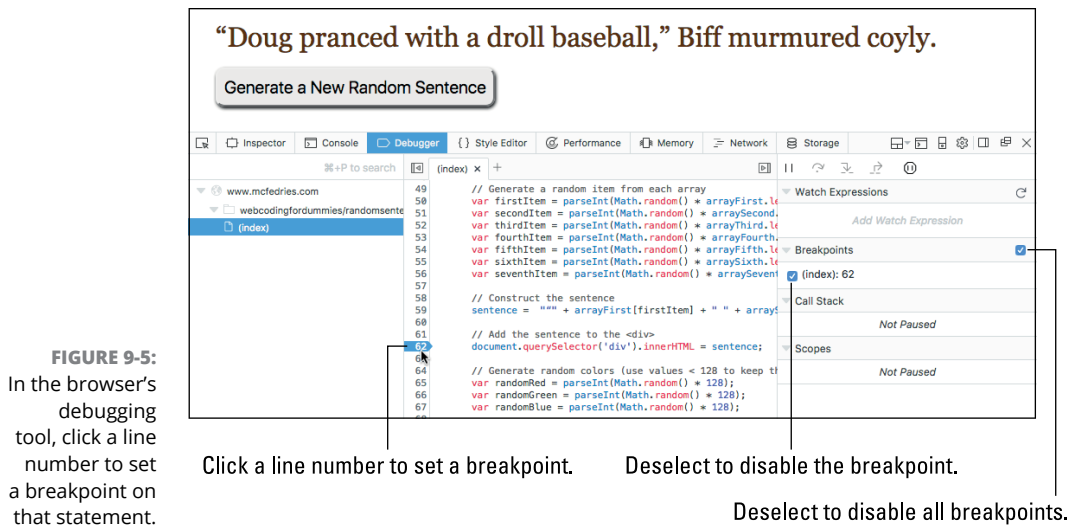 “Doug pranced with a droll baseball,” Biff murmured coyly.
Generate a New Random Sentence
Inspector Console Debugger { } Style Editor Performance Memory Network Storage
⌘+P to search (index) × +
www.mcfedries.com
webcodingfordummies/randomsente
(index)
49 // Generate a random item from each array
50 var firstItem = parseInt(Math.random() * arrayFirst.le
51 var secondItem = parseInt(Math.random() * arraySecond.
52 var thirdItem = parseInt(Math.random() * arrayThird.le
53 var fourthItem = parseInt(Math.random() * arrayFourth.
54 var fifthItem = parseInt(Math.random() * arrayFifth.le
55 var sixthItem = parseInt(Math.random() * arraySixth.le
56 var seventhItem = parseInt(Math.random() * arraySevent
57
58 // Construct the sentence
59 sentence = "“" + arrayFirst[firstItem] + " " + arrayS
60
61 // Add the sentence to the <div>
62 document.querySelector('div').innerHTML = sentence;
64 // Generate random colors (use values < 128 to keep th
65 var randomRed = parseInt(Math.random() * 128);
66 var randomGreen = parseInt(Math.random() * 128);
67 var randomBlue = parseInt(Math.random() * 128);
Watch Expressions
Add Watch Expression
Breakpoints
(index): 62
Call Stack
Not Paused
Scopes
Not Paused
Click a line number to set a breakpoint.
Deselect to disable the breakpoint.
Deselect to disable all breakpoints.
FIGURE 9-5:
In the browser’s
debugging
tool, click a line
number to set
a breakpoint on
that statement.